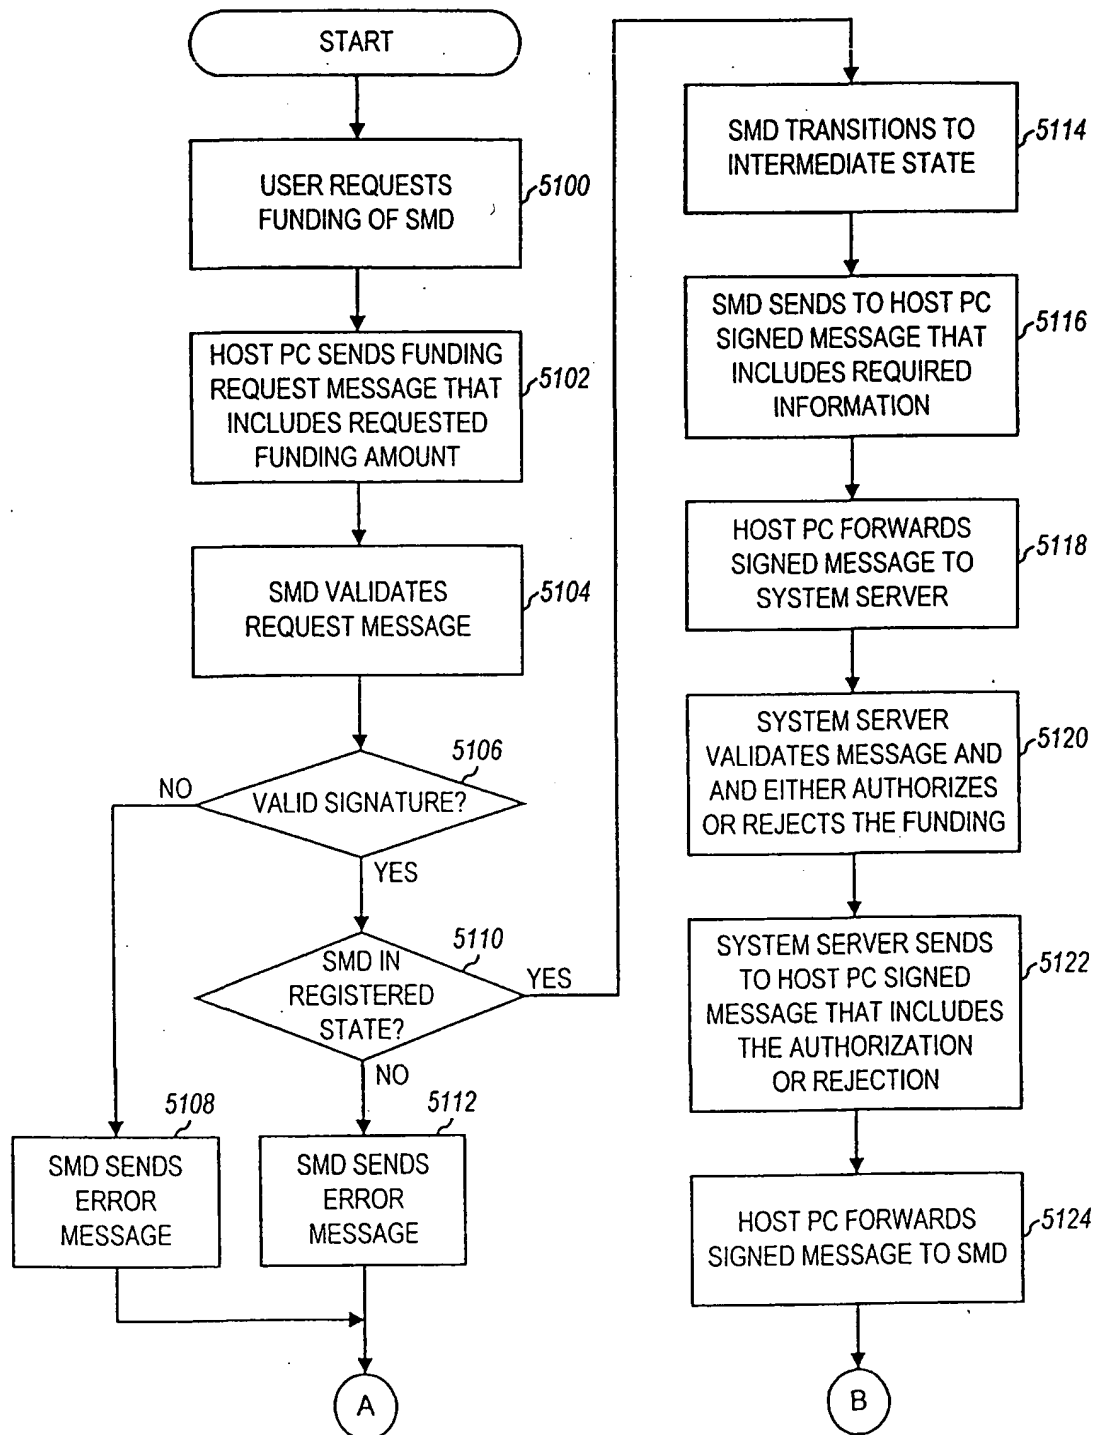 START
USER REQUESTS
FUNDING OF SMD
5100
HOST PC SENDS FUNDING
REQUEST MESSAGE THAT
INCLUDES REQUESTED
FUNDING AMOUNT
5102
SMD VALIDATES
REQUEST MESSAGE
5104
VALID SIGNATURE?
5106
NO
YES
SMD IN
REGISTERED
STATE?
5110
YES
NO
SMD SENDS
ERROR
MESSAGE
5108
SMD SENDS
ERROR
MESSAGE
5112
A
SMD TRANSITIONS TO
INTERMEDIATE STATE
5114
SMD SENDS TO HOST PC
SIGNED MESSAGE THAT
INCLUDES REQUIRED
INFORMATION
5116
HOST PC FORWARDS
SIGNED MESSAGE TO
SYSTEM SERVER
5118
SYSTEM SERVER
VALIDATES MESSAGE AND
AND EITHER AUTHORIZES
OR REJECTS THE FUNDING
5120
SYSTEM SERVER SENDS
TO HOST PC SIGNED
MESSAGE THAT INCLUDES
THE AUTHORIZATION
OR REJECTION
5122
HOST PC FORWARDS
SIGNED MESSAGE TO SMD
5124
B